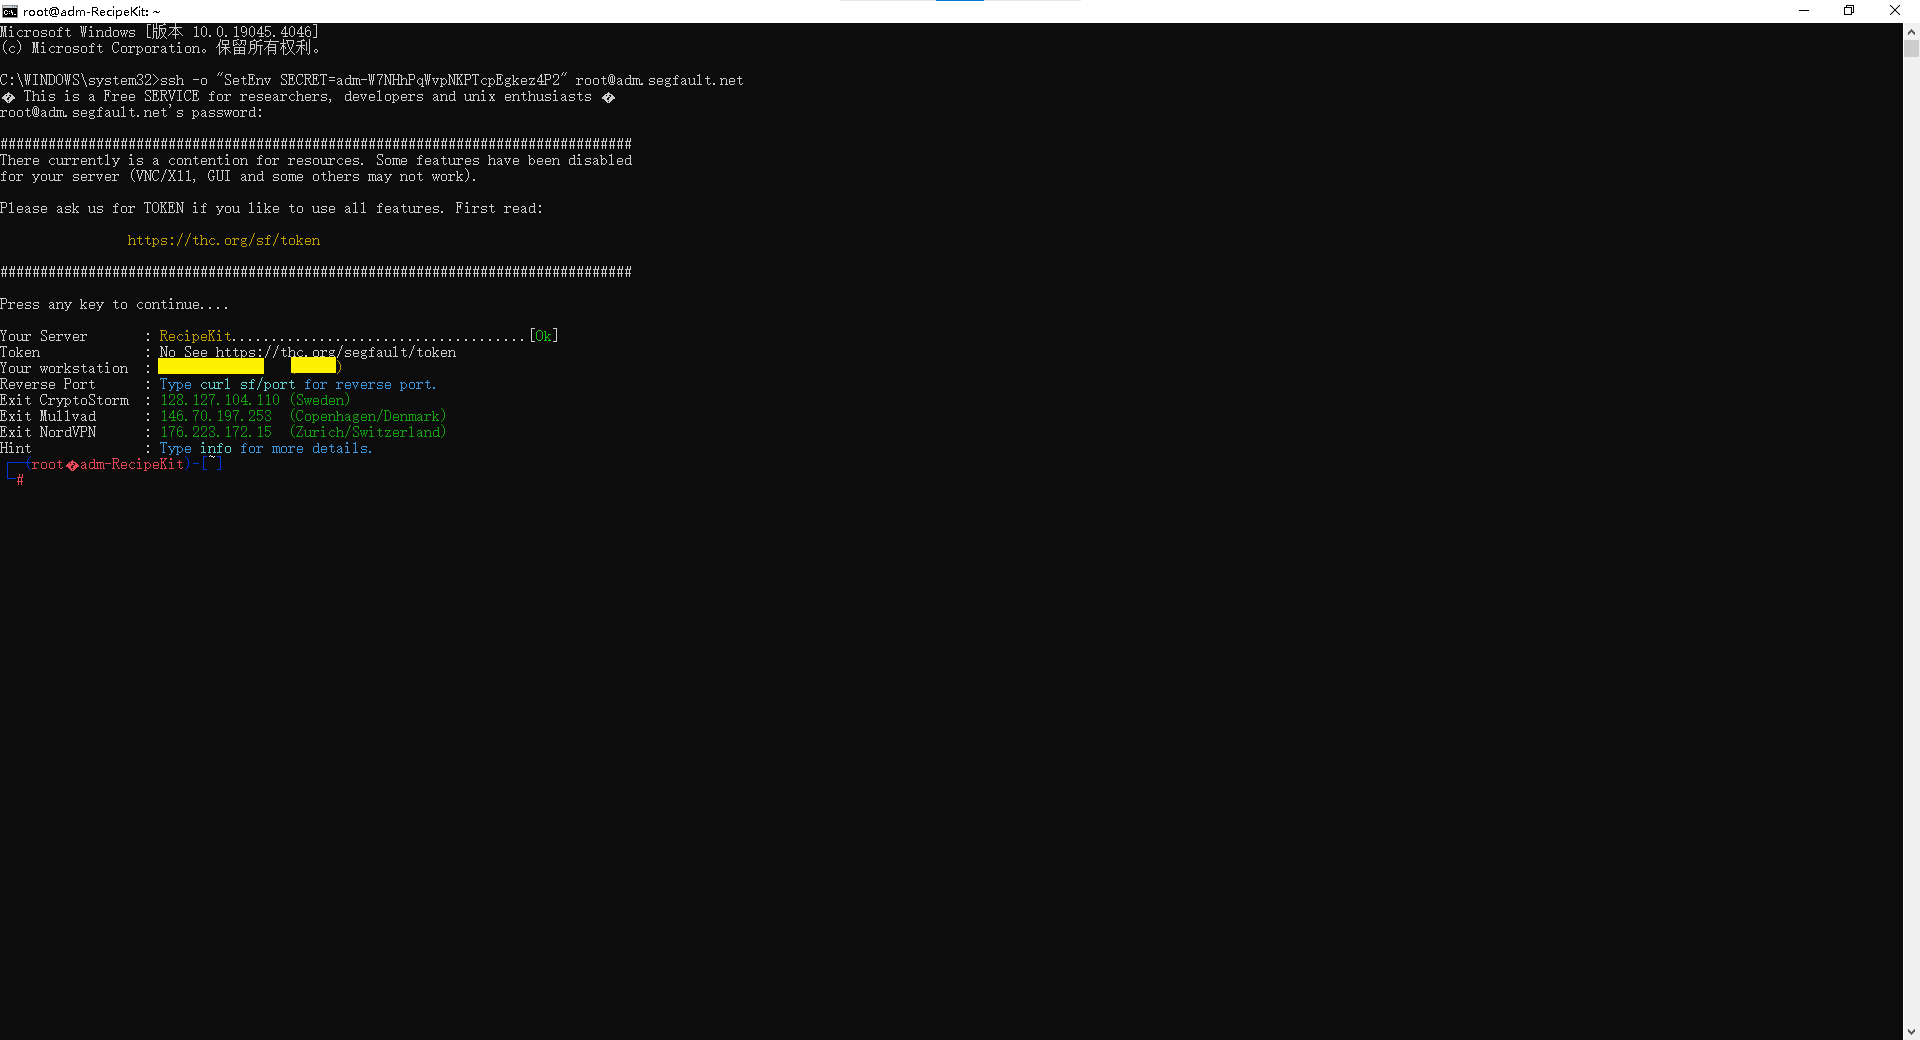 root@adm-RecipeKit: ~
Microsoft Windows [版本 10.0.19045.4046]
(c) Microsoft Corporation。保留所有权利。
C:\WINDOWS\system32>ssh -o "SetEnv SECRET=adm-W7NHhPqWvpNKPTcpEgkez4P2" root@adm.segfault.net
� This is a Free SERVICE for researchers, developers and unix enthusiasts �
root@adm.segfault.net's password:
###############################################################################
There currently is a contention for resources. Some features have been disabled
for your server (VNC/X11, GUI and some others may not work).
Please ask us for TOKEN if you like to use all features. First read:
https://thc.org/sf/token
###############################################################################
Press any key to continue....
Your Server       : RecipeKit.....................................[Ok]
Token             : No See https://thc.org/segfault/token
Your workstation  : )
Reverse Port      : Type curl sf/port for reverse port.
Exit CryptoStorm  : 128.127.104.110 (Sweden)
Exit Mullvad      : 146.70.197.253  (Copenhagen/Denmark)
Exit NordVPN      : 176.223.172.15  (Zurich/Switzerland)
Hint              : Type info for more details.
┌──(root�adm-RecipeKit)-[~]
└─#